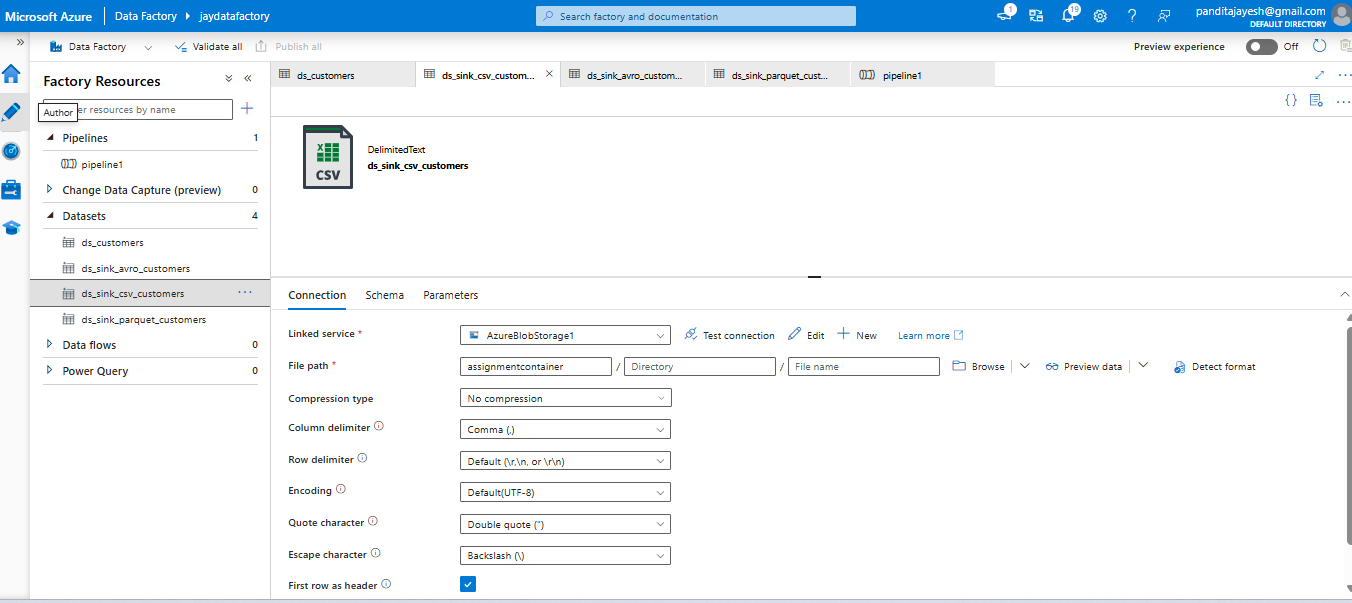 Microsoft Azure Data Factory jaydatafactory Search factory and documentation 1 19 panditajayesh@gmail.com
DEFAULT DIRECTORY
Data Factory Validate all Publish all Preview experience Off
Factory Resources
ds_customers ds_sink_csv_custom... ds_sink_avro_custom... ds_sink_parquet_cust... pipeline1
Author er resources by name
Pipelines 1
pipeline1
Change Data Capture (preview) 0
Datasets 4
ds_customers
ds_sink_avro_customers
ds_sink_csv_customers ...
ds_sink_parquet_customers
Data flows 0
Power Query 0
CSV
DelimitedText
ds_sink_csv_customers
Connection Schema Parameters
Linked service * AzureBlobStorage1 Test connection Edit New Learn more
File path * assignmentcontainer / Directory / File name Browse Preview data Detect format
Compression type No compression
Column delimiter Comma (,)
Row delimiter Default (\r,\n, or \r\n)
Encoding Default(UTF-8)
Quote character Double quote (")
Escape character Backslash (\)
First row as header